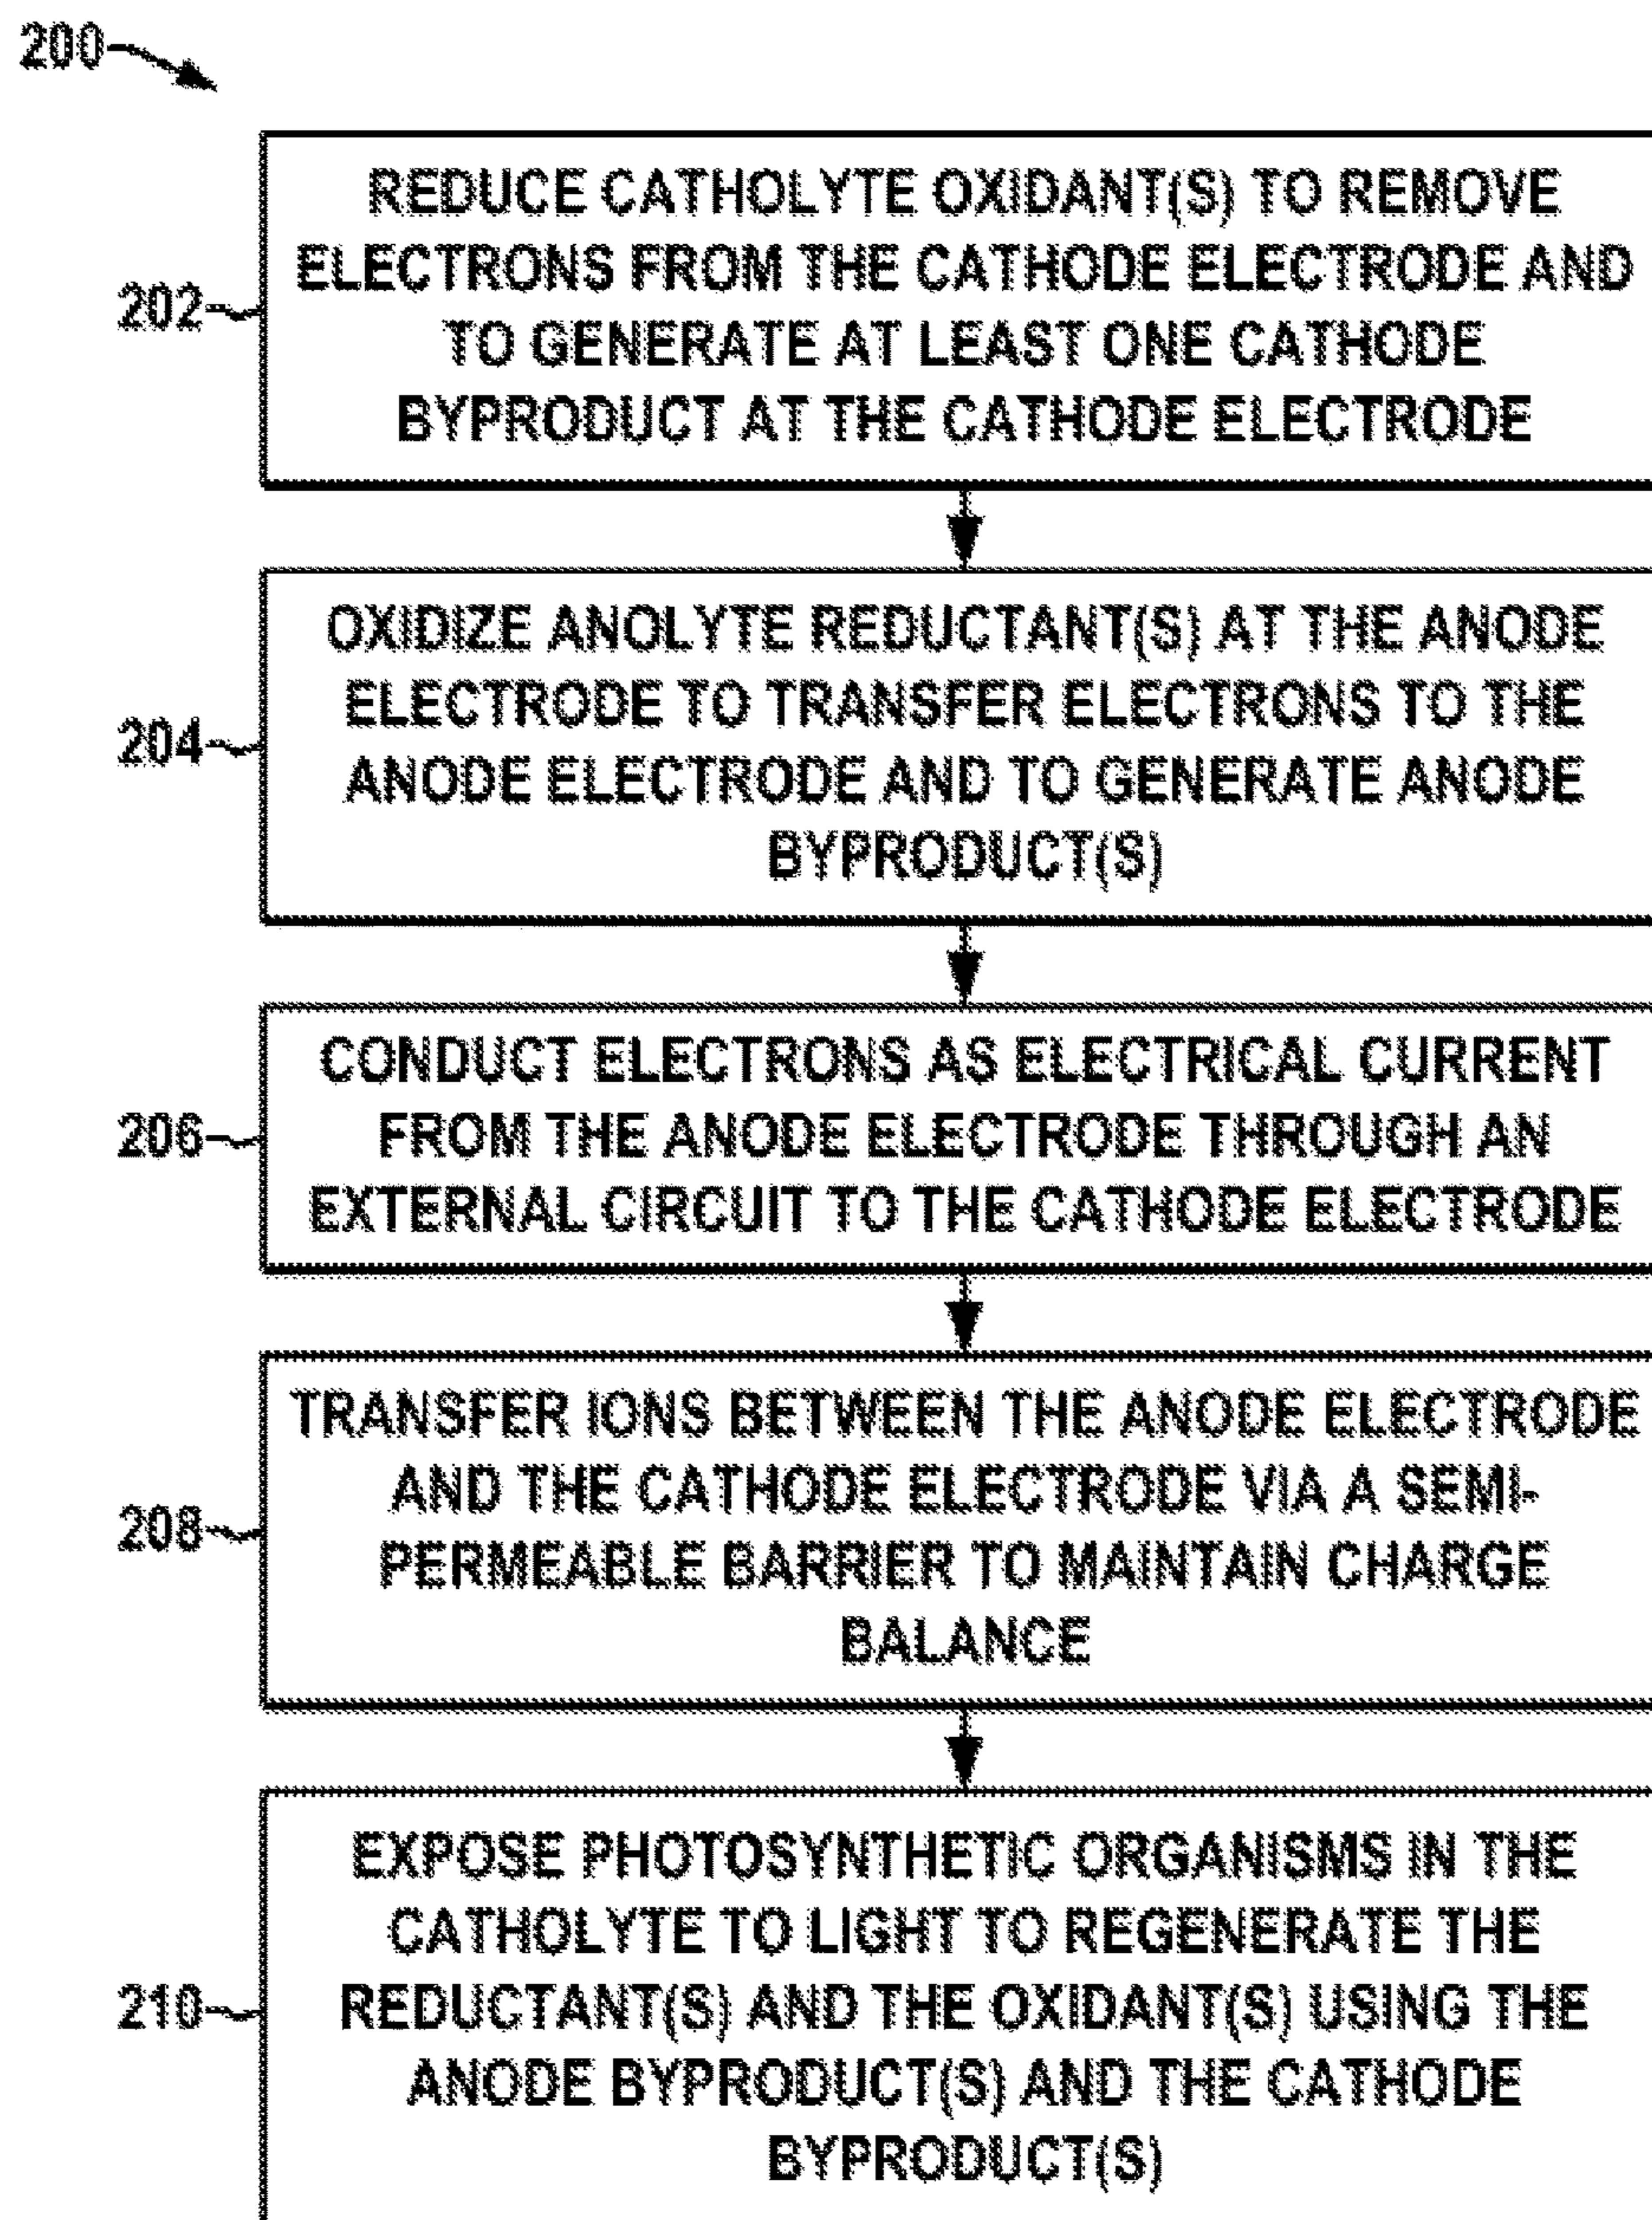 200
REDUCE CATHOLYTE OXIDANT(S) TO REMOVE
ELECTRONS FROM THE CATHODE ELECTRODE AND
202
TO GENERATE AT LEAST ONE CATHODE
BYPRODUCT AT THE CATHODE ELECTRODE
OXIDIZE ANOLYTE REDUCTANT(S) AT THE ANODE
ELECTRODE TO TRANSFER ELECTRONS TO THE
204
ANODE ELECTRODE AND TO GENERATE ANODE
BYPRODUCT(S)
CONDUCT ELECTRONS AS ELECTRICAL CURRENT
206
FROM THE ANODE ELECTRODE THROUGH AN
EXTERNAL CIRCUIT TO THE CATHODE ELECTRODE
TRANSFER IONS BETWEEN THE ANODE ELECTRODE
AND THE CATHODE ELECTRODE VIA A SEMI-
208
PERMEABLE BARRIER TO MAINTAIN CHARGE
BALANCE
EXPOSE PHOTOSYNTHETIC ORGANISMS IN THE
CATHOLYTE TO LIGHT TO REGENERATE THE
210
REDUCTANT(S) AND THE OXIDANT(S) USING THE
ANODE BYPRODUCT(S) AND THE CATHODE
BYPRODUCT(S)